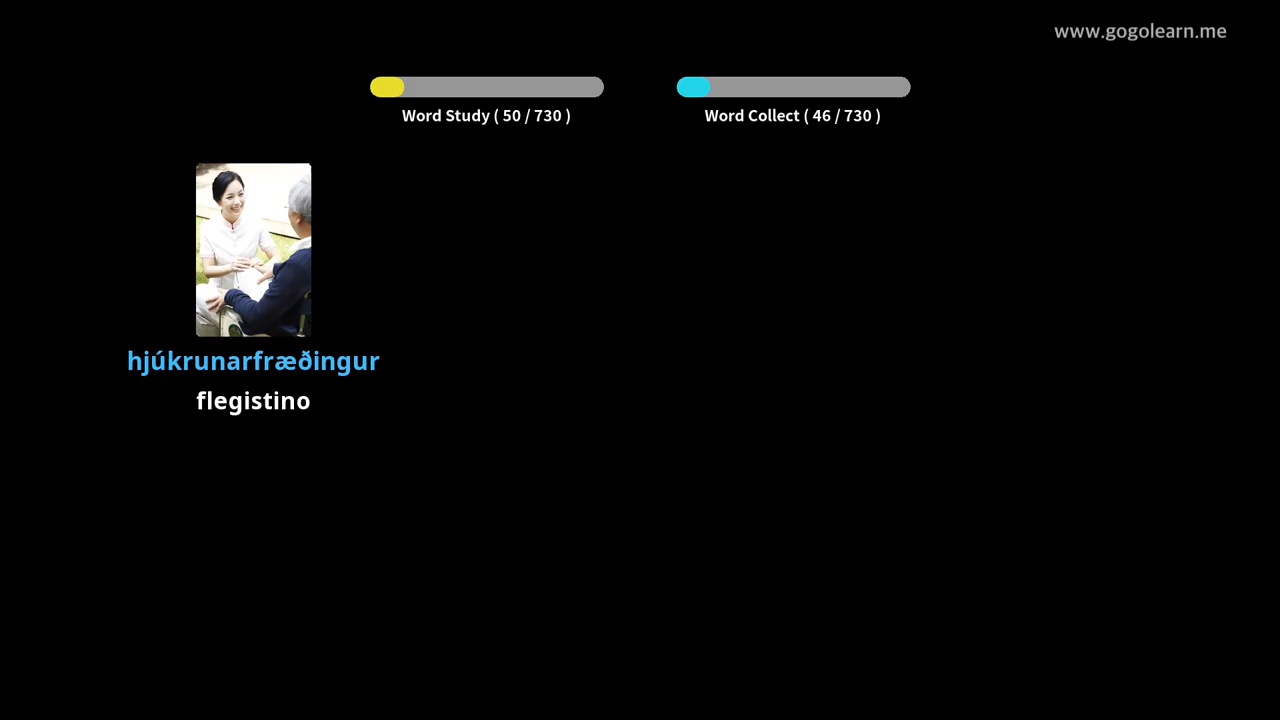 www.gogolearn.me
Word Study ( 50 / 730 )
Word Collect ( 46 / 730 )
hjúkrunarfræðingur
flegistino